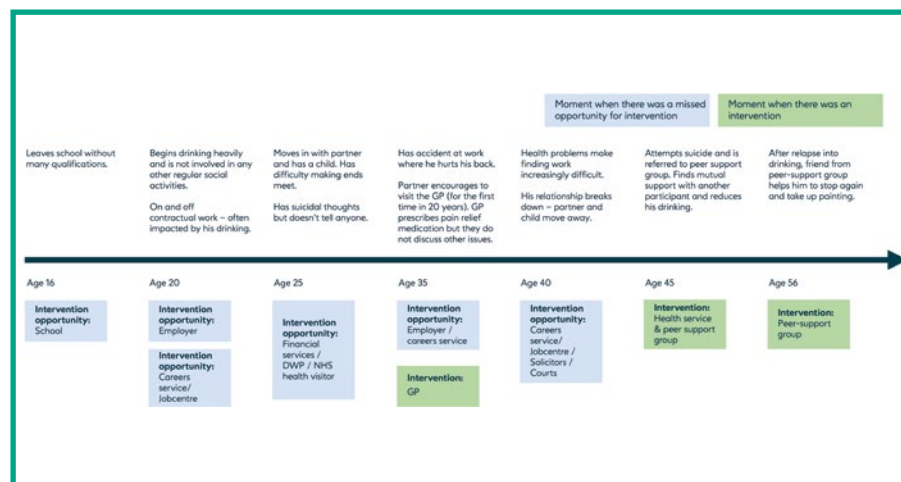 Moment when there was a missed
opportunity for intervention
Moment when there was an
intervention
Leaves school without
many qualifications.
Begins drinking heavily
and is not involved in any
other regular social
activities.
On and off
contractual work – often
impacted by his drinking.
Moves in with partner
and has a child. Has
difficulty making ends
meet.
Has suicidal thoughts
but doesn't tell anyone.
Has accident at work
where he hurts his back.
Partner encourages to
visit the GP (for the first
time in 20 years). GP
prescribes pain relief
medication but they do
not discuss other issues.
Health problems make
finding work
increasingly difficult.
His relationship breaks
down – partner and
child move away.
Attempts suicide and is
referred to peer support
group. Finds mutual
support with another
participant and reduces
his drinking.
After relapse into
drinking, friend from
peer-support group
helps him to stop again
and take up painting.
Age 16
Age 20
Age 25
Age 35
Age 40
Age 45
Age 56
Intervention
opportunity:
School
Intervention
opportunity:
Employer
Intervention
opportunity:
Careers
service/
Jobcentre
Intervention
opportunity:
Financial
services /
DWP / NHS
health visitor
Intervention
opportunity:
Employer /
careers service
Intervention:
GP
Intervention
opportunity:
Careers
service/
Jobcentre /
Solicitors /
Courts
Intervention:
Health service
& peer support
group
Intervention:
Peer-support
group